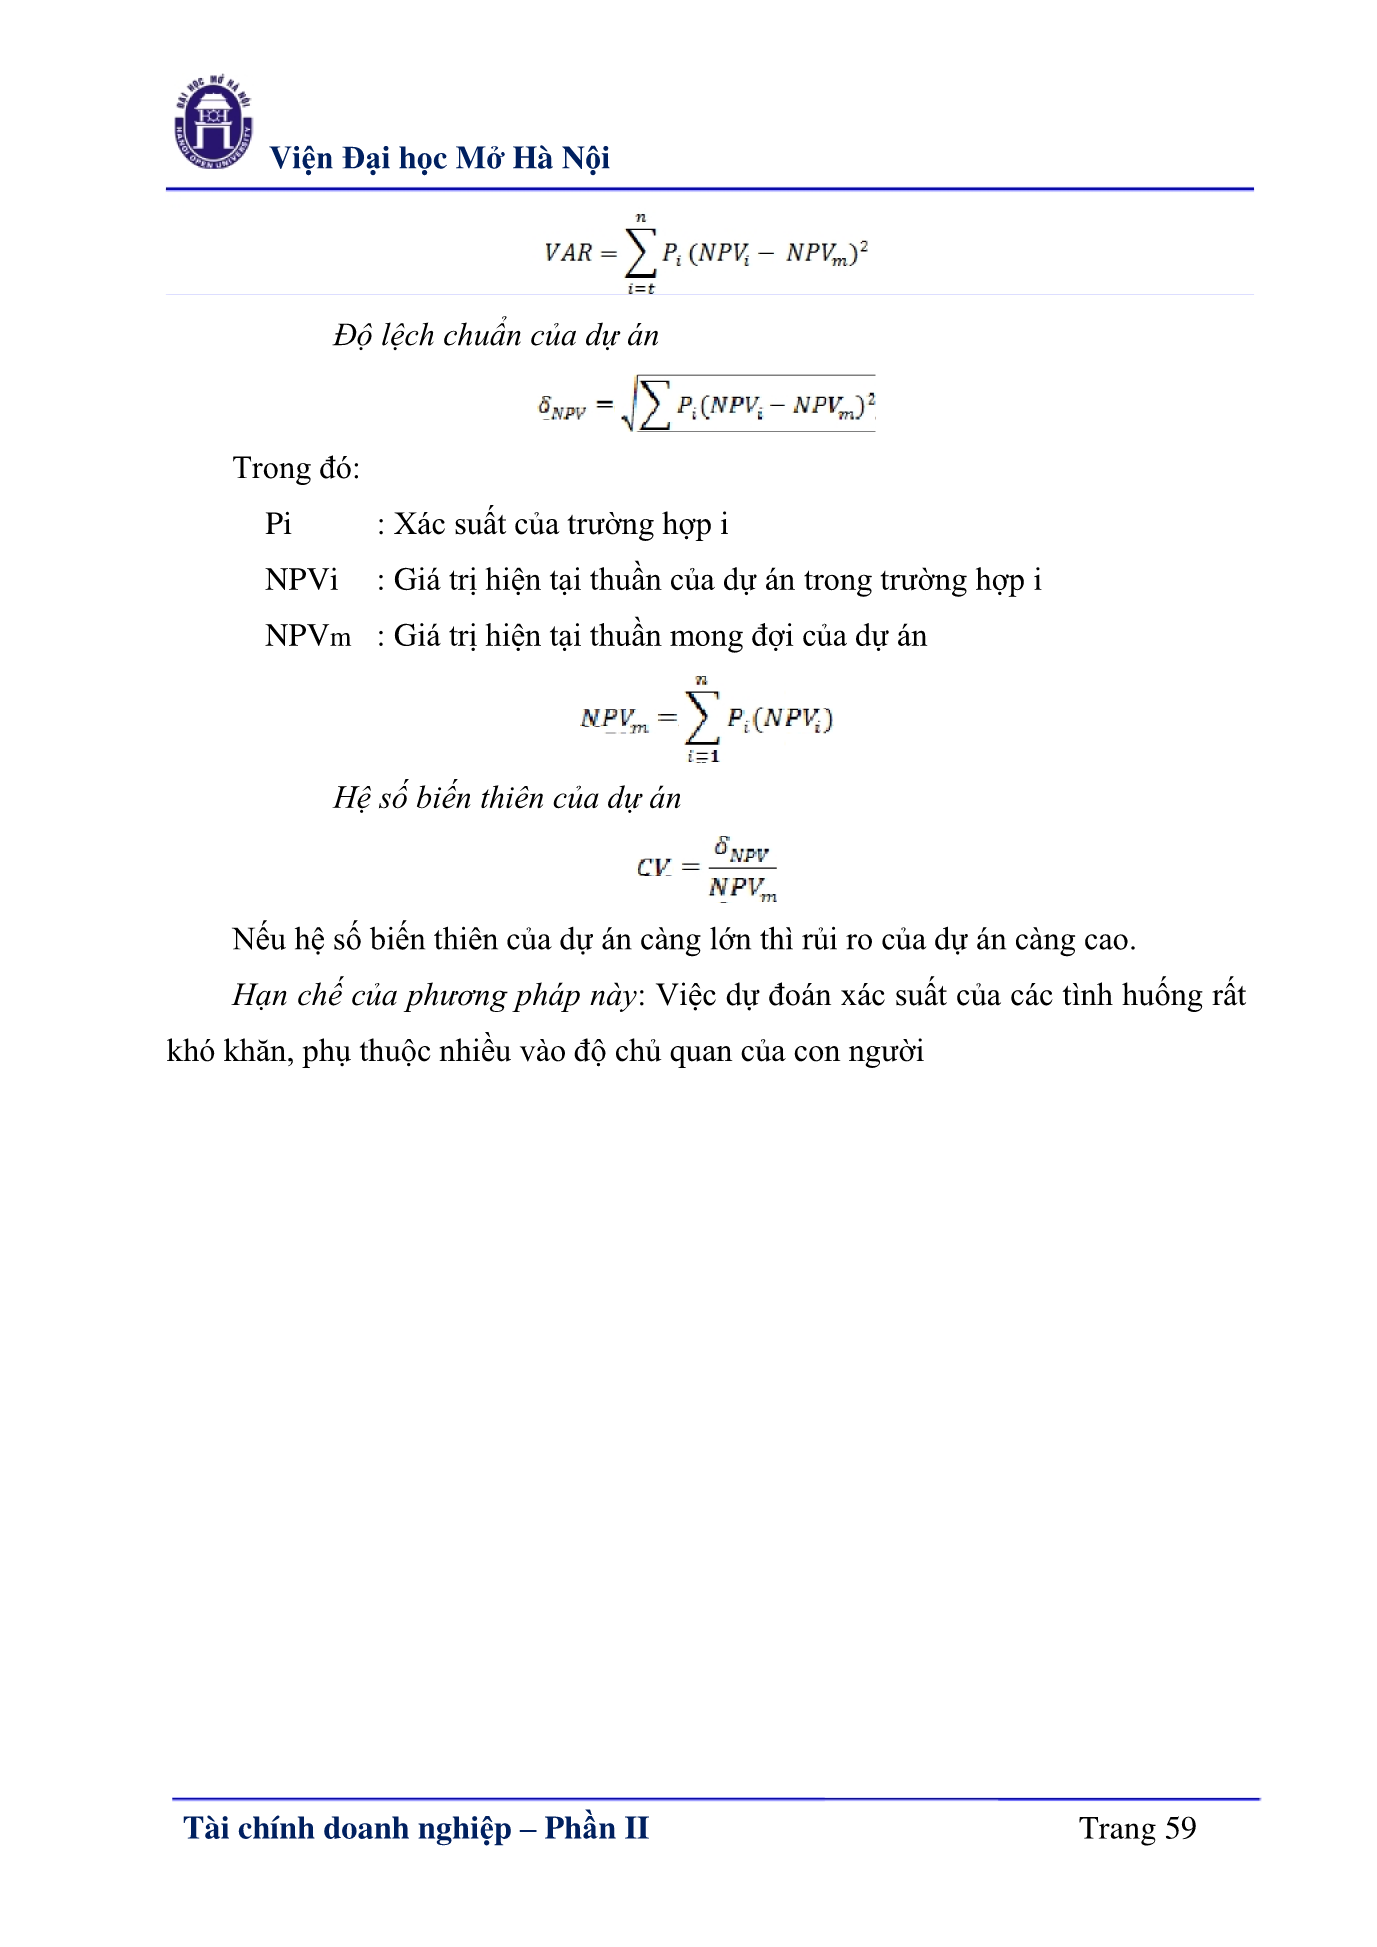 ĐẠI HỌC MỞ HÀ NỘI
HANOI OPEN UNIVERSITY
Viện Đại học Mở Hà Nội
VAR = \sum_{i=t}^{n} P_i (NPV_i − NPV_m)^2
Độ lệch chuẩn của dự án
δ_{NPV} = \sqrt{\sum P_i (NPV_i − NPV_m)^2}
Trong đó:
Pi : Xác suất của trường hợp i
NPVi : Giá trị hiện tại thuần của dự án trong trường hợp i
NPVm : Giá trị hiện tại thuần mong đợi của dự án
NPV_m = \sum_{i=1}^{n} P_i (NPV_i)
Hệ số biến thiên của dự án
CV = \frac{δ_{NPV}}{NPV_m}
Nếu hệ số biến thiên của dự án càng lớn thì rủi ro của dự án càng cao.
Hạn chế của phương pháp này: Việc dự đoán xác suất của các tình huống rất
khó khăn, phụ thuộc nhiều vào độ chủ quan của con người
Tài chính doanh nghiệp – Phần II Trang 59